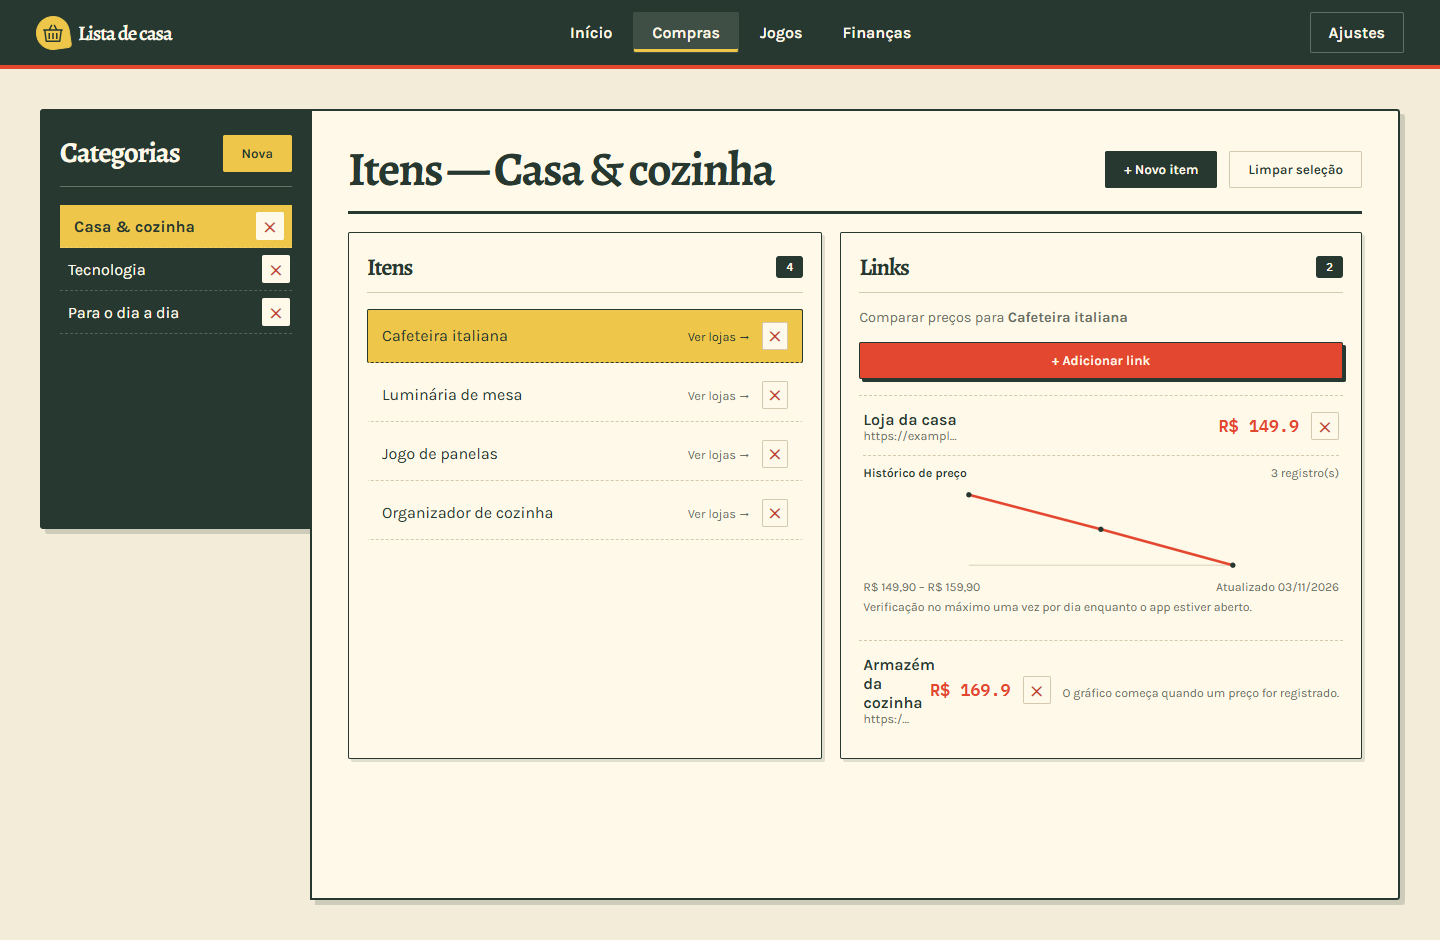 Lista de casa
Início
Compras
Jogos
Finanças
Ajustes
Categorias
Nova
Casa & cozinha
Tecnologia
Para o dia a dia
Itens — Casa & cozinha
+ Novo item
Limpar seleção
Itens
4
Cafeteira italiana
Ver lojas →
Luminária de mesa
Ver lojas →
Jogo de panelas
Ver lojas →
Organizador de cozinha
Ver lojas →
Links
2
Comparar preços para Cafeteira italiana
+ Adicionar link
Loja da casa
https://exampl...
R$ 149.9
Histórico de preço
3 registro(s)
R$ 149,90 – R$ 159,90
Atualizado 03/11/2026
Verificação no máximo uma vez por dia enquanto o app estiver aberto.
Armazém
da
cozinha
https:/...
R$ 169.9
O gráfico começa quando um preço for registrado.